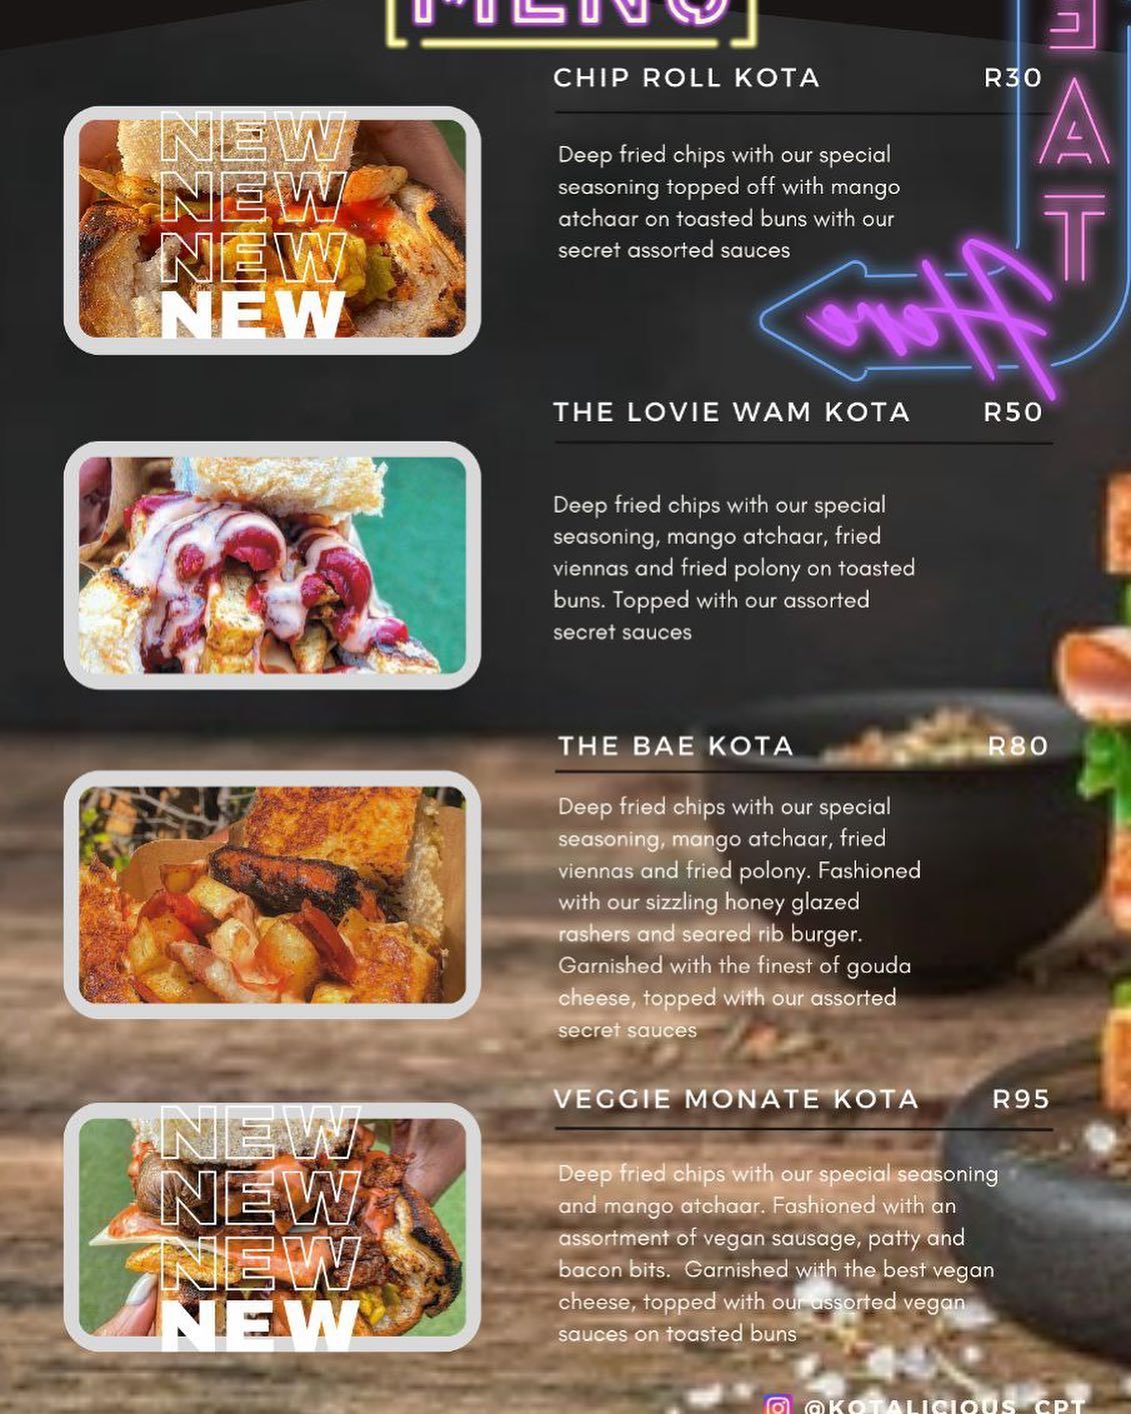 MENU
EAT
Here
CHIP ROLL KOTA R30
NEW
NEW
NEW
NEW
Deep fried chips with our special
seasoning topped off with mango
atchaar on toasted buns with our
secret assorted sauces
THE LOVIE WAM KOTA R50
Deep fried chips with our special
seasoning, mango atchaar, fried
viennas and fried polony on toasted
buns. Topped with our assorted
secret sauces
THE BAE KOTA R80
Deep fried chips with our special
seasoning, mango atchaar, fried
viennas and fried polony. Fashioned
with our sizzling honey glazed
rashers and seared rib burger.
Garnished with the finest of gouda
cheese, topped with our assorted
secret sauces
VEGGIE MONATE KOTA R95
NEW
NEW
NEW
NEW
Deep fried chips with our special seasoning
and mango atchaar. Fashioned with an
assortment of vegan sausage, patty and
bacon bits. Garnished with the best vegan
cheese, topped with our assorted vegan
sauces on toasted buns
@KOTALICIOUS_CPT